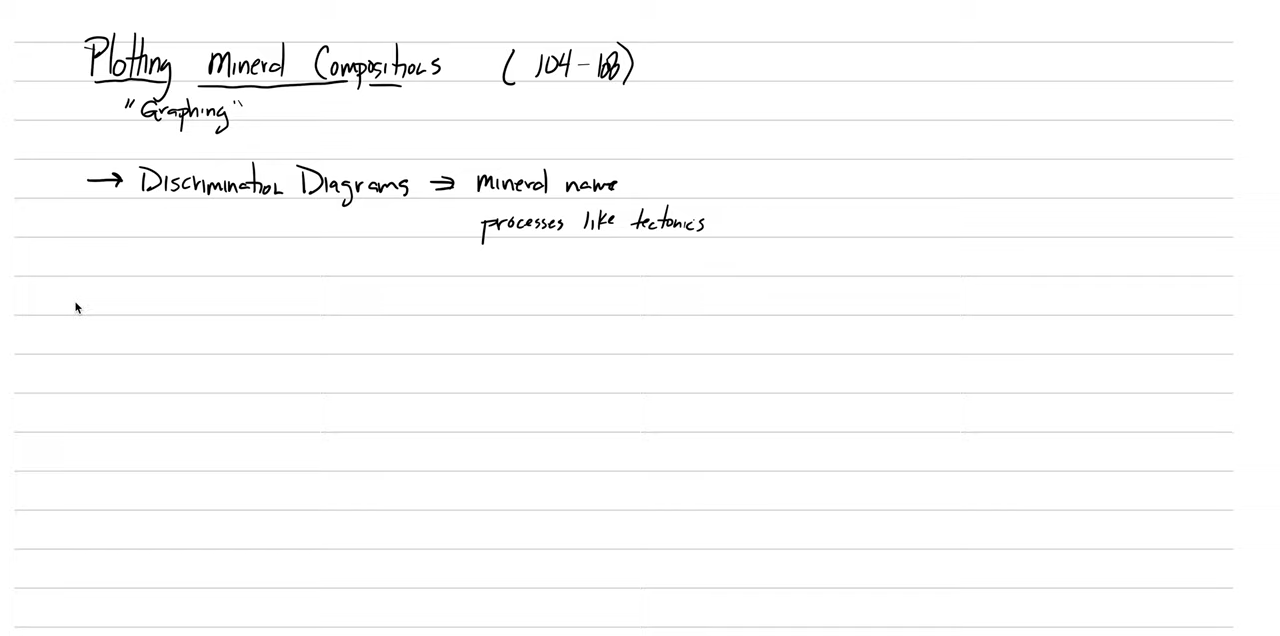 Plotting Mineral Compositions (104-108)
"Graphing"
→ Discrimination Diagrams ⇒ mineral name
processes like tectonics